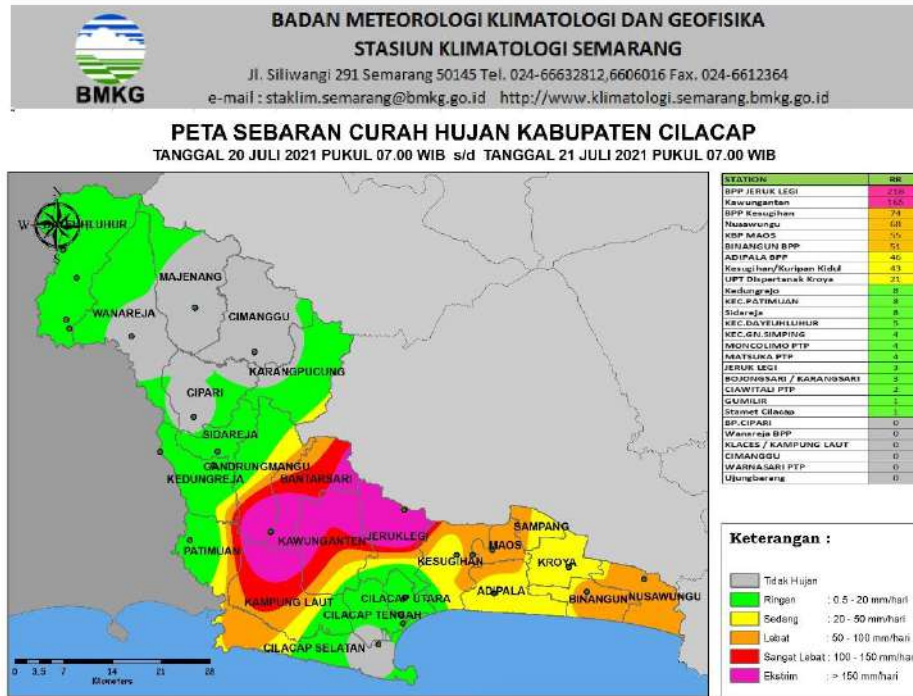 BADAN METEOROLOGI KLIMATOLOGI DAN GEOFISIKA
STASIUN KLIMATOLOGI SEMARANG
Jl. Siliwangi 291 Semarang 50145 Tel. 024-66632812,6606016 Fax. 024-6612364
e-mail : staklim.semarang@bmkg.go.id http://www.klimatologi.semarang.bmkg.go.id
BMKG
PETA SEBARAN CURAH HUJAN KABUPATEN CILACAP
TANGGAL 20 JULI 2021 PUKUL 07.00 WIB s/d TANGGAL 21 JULI 2021 PUKUL 07.00 WIB
N
W
S
MAJENANG
WANAREJA
CIMANGGU
KARANGPUCUNG
CIPARI
SIDAREJA
GANDRUNGMANGU
KEDUNGREJA
BANTARSARI
PATIMUAN
KAWUNGANTEN
JERUKLEGI
SAMPANG
MAOS
KESUGIHAN
KROYA
ADIPALA
BINANGUN
NUSAWUNGU
KAMPUNG LAUT
CILACAP UTARA
CILACAP TENGAH
CILACAP SELATAN
0 3,5 7 14 21 28
Kilometers
STATION RR
BPP JERUK LEGI 218
Kawungantan 166
BPP Kesugihan 74
Nusawungu 68
KBP MAOS 55
BINANGUN BPP 51
ADIPALA BPP 46
Kesugihan/Kuripan Kidul 43
UPT Dispertanak Kroya 21
Kedungrejo 8
KEC.PATIMUAN 8
Sidareja 8
KEC.DAYEUHLUHUR 5
KEC.GN.SIMPING 4
MONCOLIMO PTP 4
MATSUKA PTP 4
JERUK LEGI 3
BOJONGSARI / KARANGSARI 3
CIAWITALI PTP 2
GUMILIR 1
Stamet Cilacap 1
BP.CIPARI 0
Wanareja BPP 0
KLACES / KAMPUNG LAUT 0
CIMANGGU 0
WARNASARI PTP 0
Ujungbarang 0
Keterangan :
Tidak Hujan
Ringan : 0.5 - 20 mm/hari
Sedang : 20 - 50 mm/hari
Lebat : 50 - 100 mm/hari
Sangat Lebat : 100 - 150 mm/hari
Ekstrim : > 150 mm/hari